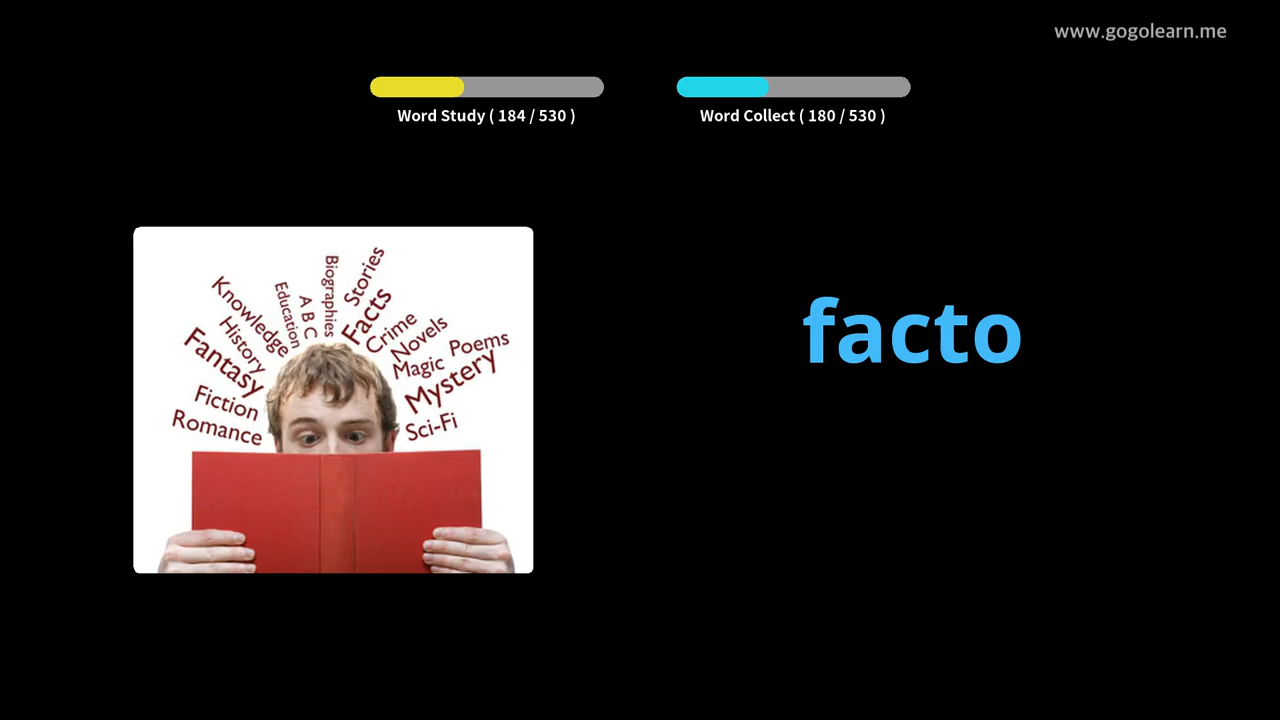 www.gogolearn.me
Word Study ( 184 / 530 )
Word Collect ( 180 / 530 )
Stories
Biographies
Facts
A B C
Education
Knowledge
Crime
History
Novels
Poems
Fantasy
Magic
Mystery
Fiction
Sci-Fi
Romance
facto